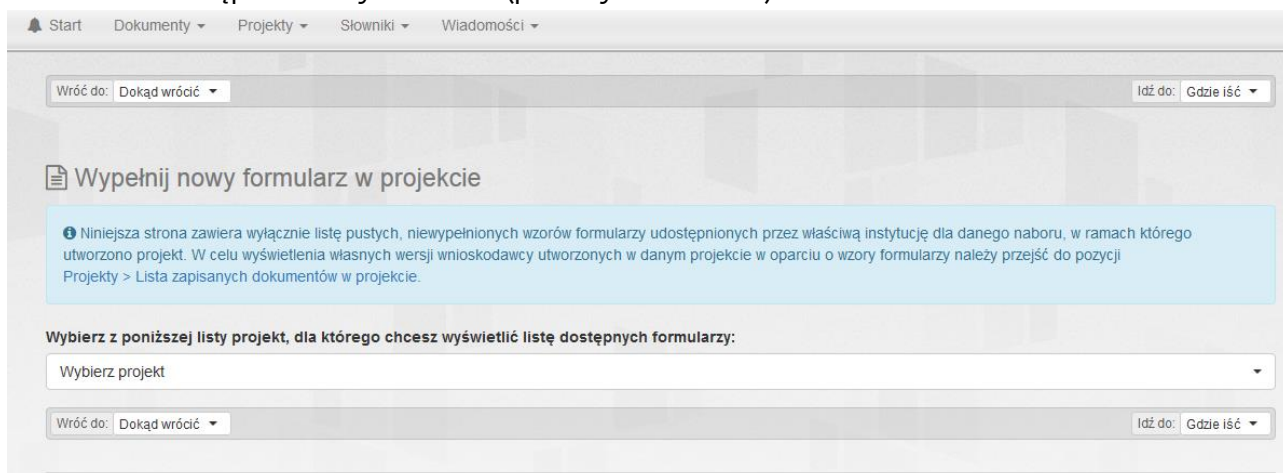 Start Dokumenty Projekty Słowniki Wiadomości
Wróć do: Dokąd wrócić Idź do: Gdzie iść
Wypełnij nowy formularz w projekcie
Niniejsza strona zawiera wyłącznie listę pustych, niewypełnionych wzorów formularzy udostępnionych przez właściwą instytucję dla danego naboru, w ramach którego
utworzono projekt. W celu wyświetlenia własnych wersji wnioskodawcy utworzonych w danym projekcie w oparciu o wzory formularzy należy przejść do pozycji
Projekty > Lista zapisanych dokumentów w projekcie.
Wybierz z poniższej listy projekt, dla którego chcesz wyświetlić listę dostępnych formularzy:
Wybierz projekt
Wróć do: Dokąd wrócić Idź do: Gdzie iść